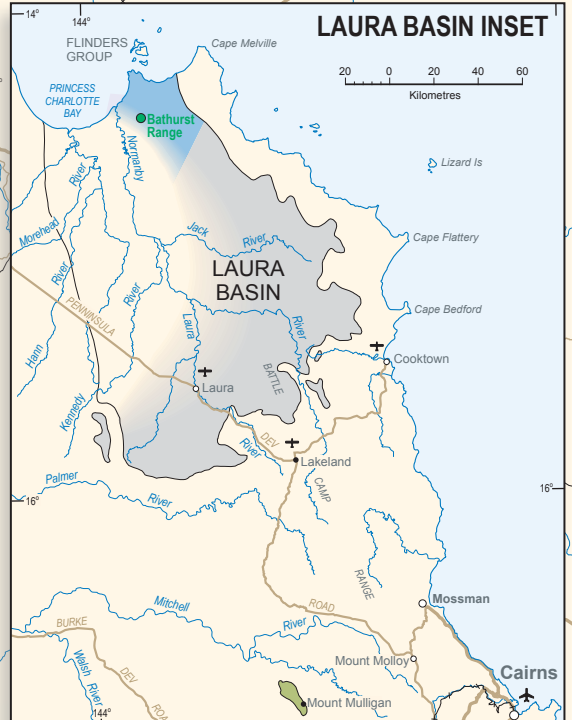 LAURA BASIN INSET
14°
144°
FLINDERS
GROUP
Cape Melville
20 0 20 40 60
Kilometres
PRINCESS
CHARLOTTE
BAY
Bathurst
Range
Normanby
River
Lizard Is
Morehead
River
Jack
River
Cape Flattery
LAURA
BASIN
River
Hann
PENNINSULA
River
Kennedy
Laura
River
Cape Bedford
Cooktown
BATTLE
Laura
DEV
River
Lakeland
CAMP
Palmer
River
16°
16°
RANGE
Mitchell
River
ROAD
Mossman
BURKE
DEV
ROA
Walsh River
Mount Molloy
Cairns
Mount Mulligan
144°